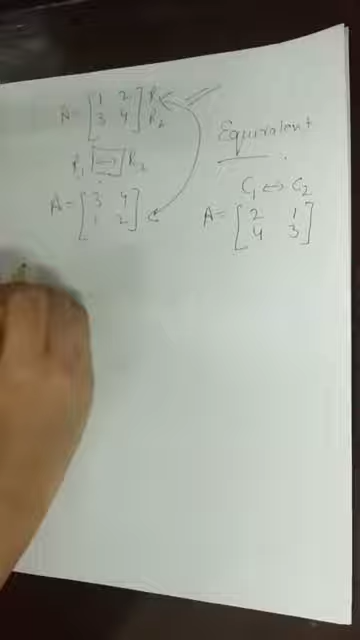 A = [1 2 R1
3 4] R2
R1 ↔ R2
A = [3 4
1 2]
Equivalent
C1 ↔ C2
A = [2 1
4 3]